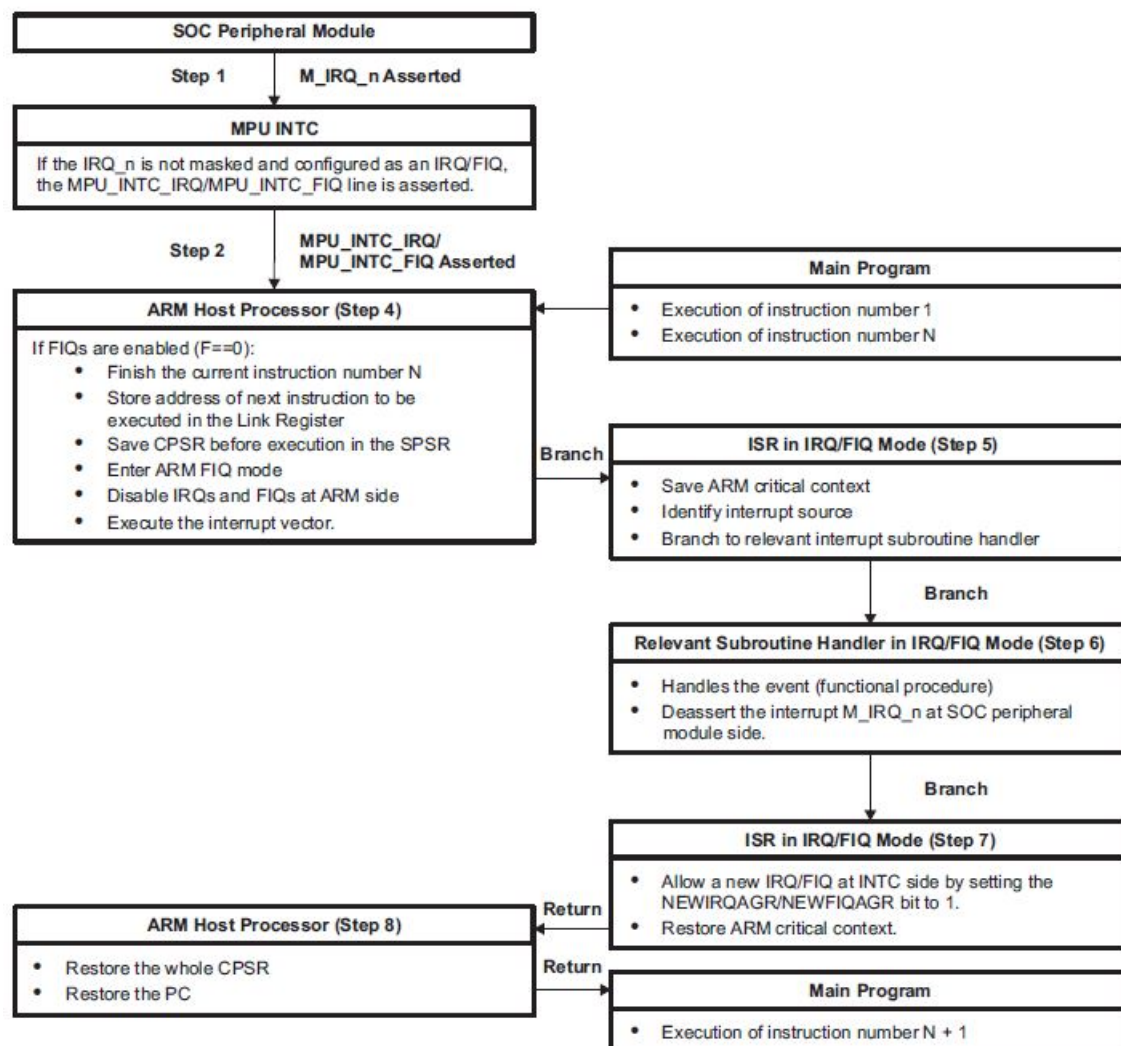 SOC Peripheral Module
Step 1
M_IRQ_n Asserted
MPU INTC
If the IRQ_n is not masked and configured as an IRQ/FIQ,
the MPU_INTC_IRQ/MPU_INTC_FIQ line is asserted.
Step 2
MPU_INTC_IRQ/
MPU_INTC_FIQ Asserted
Main Program
• Execution of instruction number 1
• Execution of instruction number N
ARM Host Processor (Step 4)
If FIQs are enabled (F==0):
• Finish the current instruction number N
• Store address of next instruction to be
executed in the Link Register
• Save CPSR before execution in the SPSR
• Enter ARM FIQ mode
• Disable IRQs and FIQs at ARM side
• Execute the interrupt vector.
Branch
ISR in IRQ/FIQ Mode (Step 5)
• Save ARM critical context
• Identify interrupt source
• Branch to relevant interrupt subroutine handler
Branch
Relevant Subroutine Handler in IRQ/FIQ Mode (Step 6)
• Handles the event (functional procedure)
• Deassert the interrupt M_IRQ_n at SOC peripheral
module side.
Branch
ISR in IRQ/FIQ Mode (Step 7)
• Allow a new IRQ/FIQ at INTC side by setting the
NEWIRQAGR/NEWFIQAGR bit to 1.
• Restore ARM critical context.
Return
ARM Host Processor (Step 8)
• Restore the whole CPSR
• Restore the PC
Return
Main Program
• Execution of instruction number N + 1